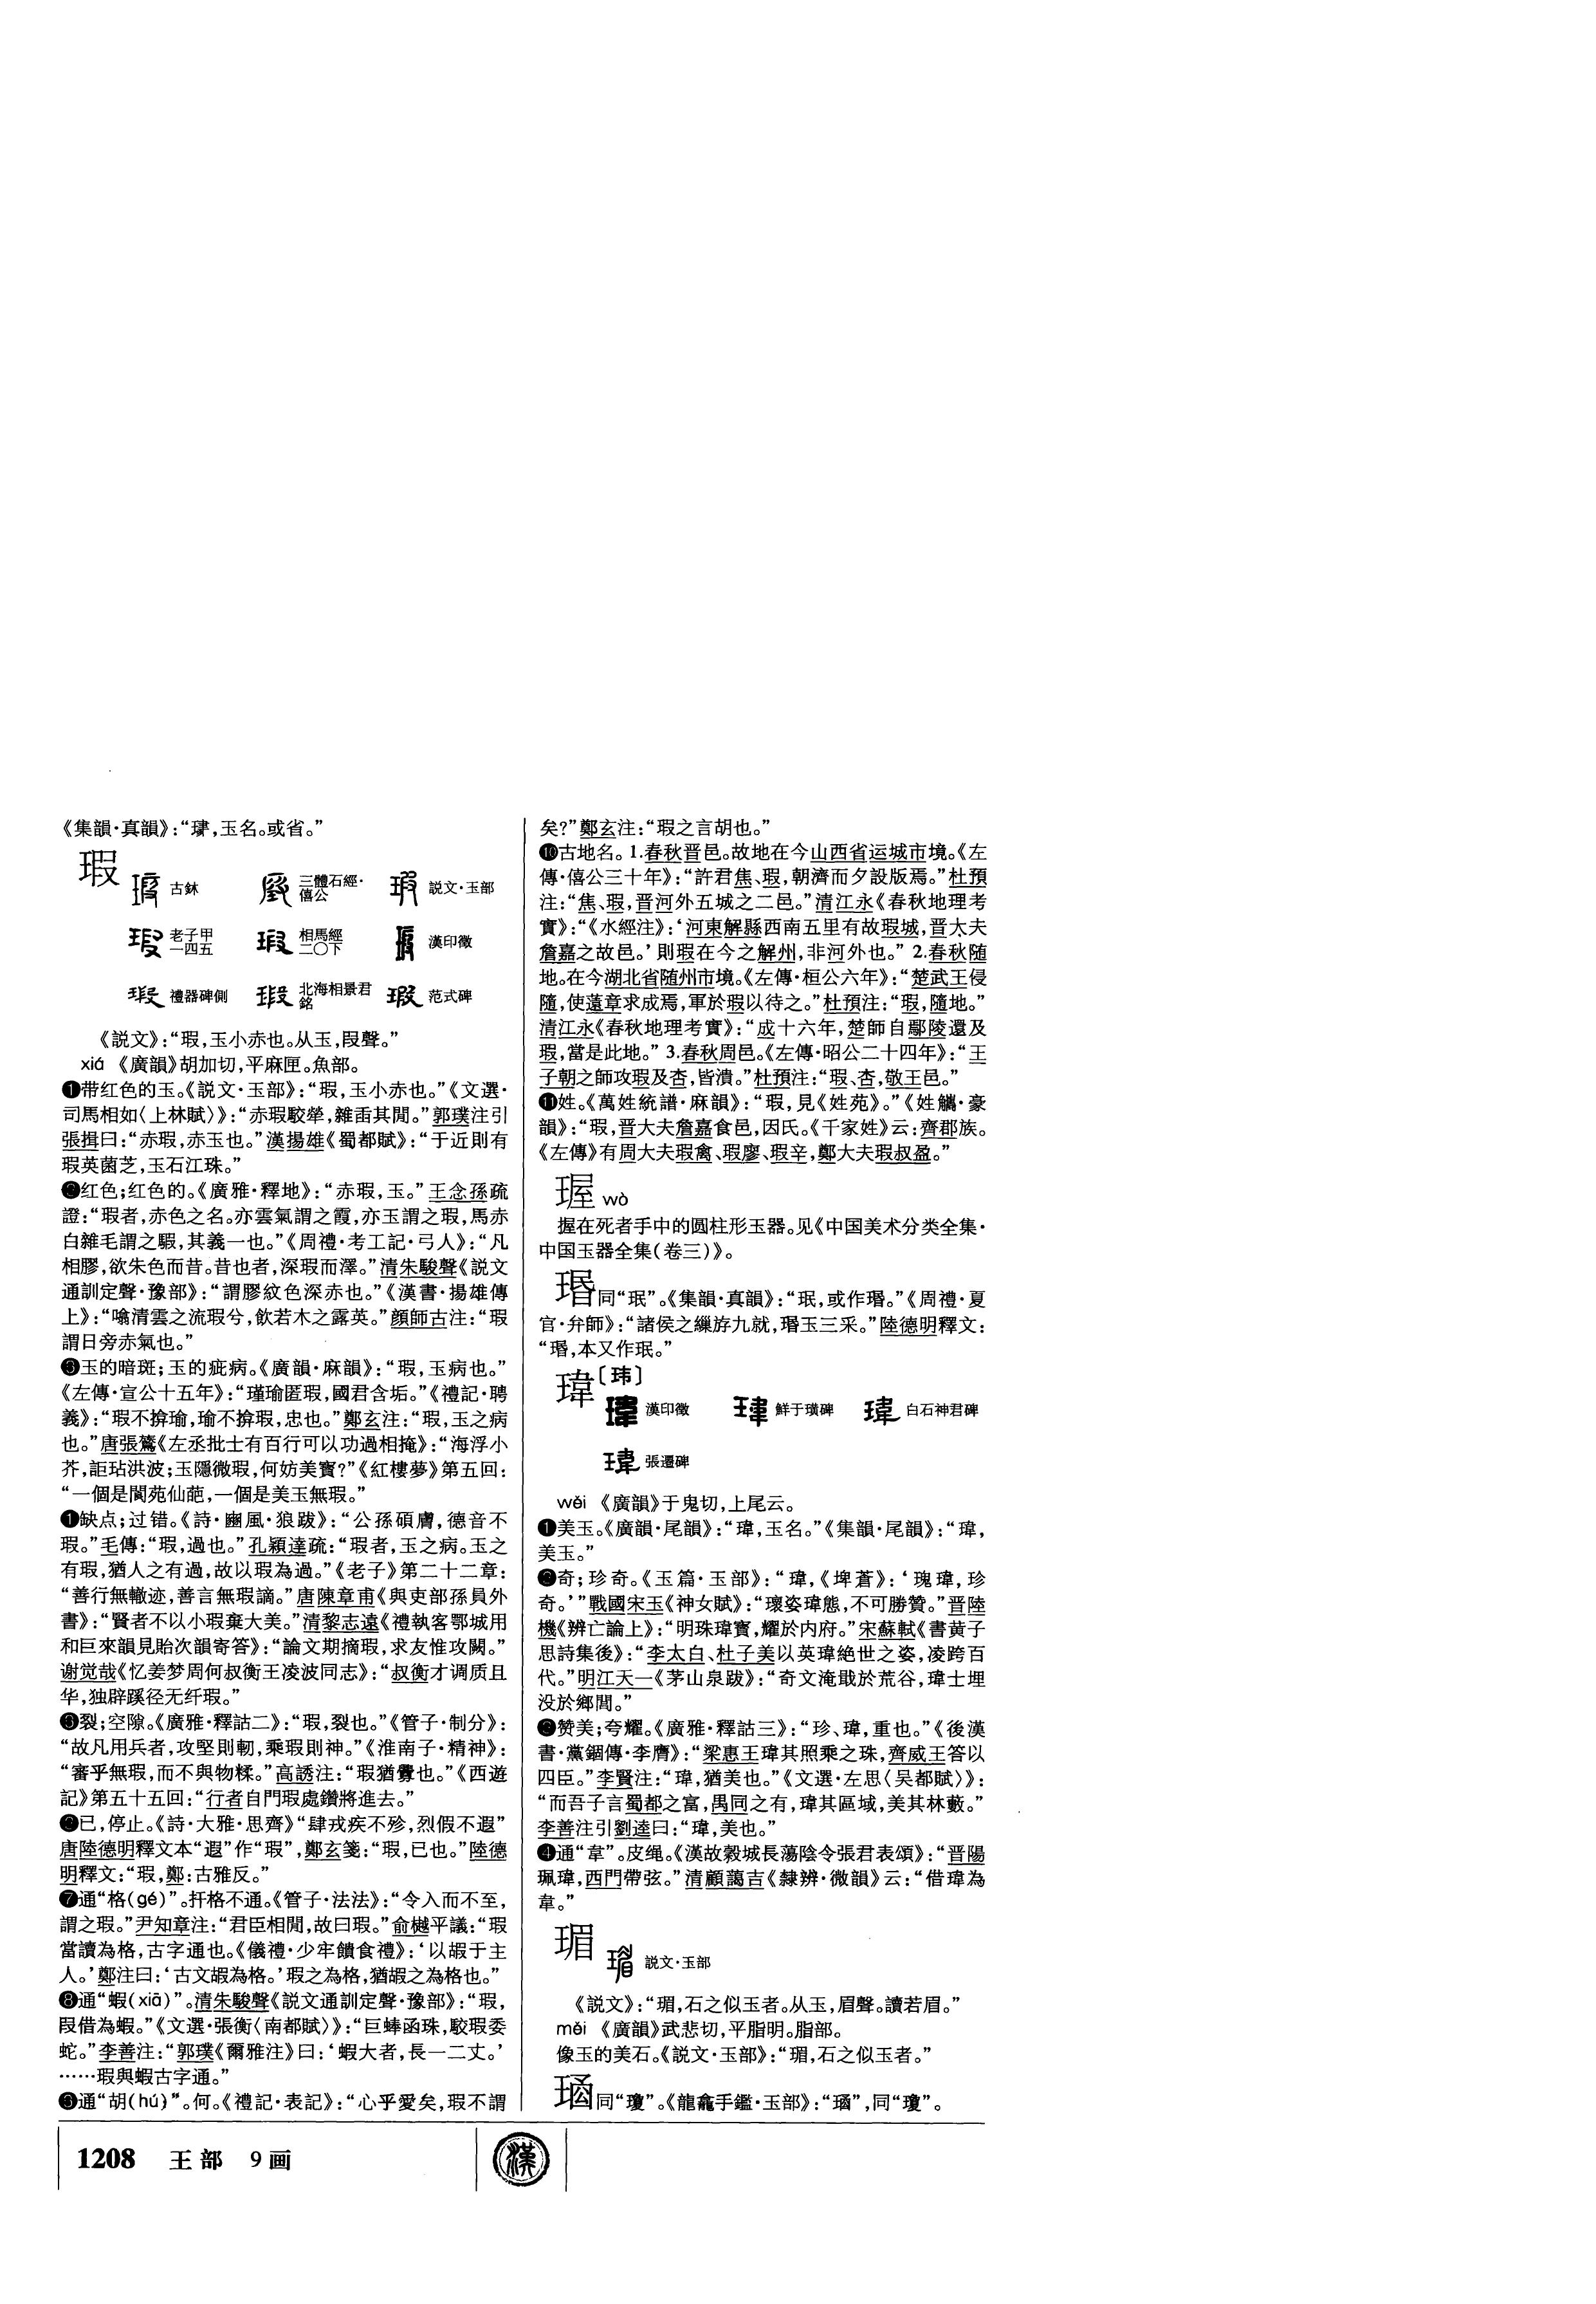 《集韻·真韻》：“瑼，玉名。或省。”
瑕
古鉥
三體石經·僖公
説文·玉部
老子甲一四五
相馬經二〇下
漢印徵
禮器碑側
北海相景君銘
范式碑
《説文》：“瑕，玉小赤也。从玉，叚聲。”
xiá 《廣韻》胡加切，平麻匣。魚部。
❶带红色的玉。《説文·玉部》：“瑕，玉小赤也。”《文選·
司馬相如〈上林賦〉》：“赤瑕駮犖，雜臿其閒。”郭璞注引
張揖曰：“赤瑕，赤玉也。”漢揚雄《蜀都賦》：“于近則有
瑕英菌芝，玉石江珠。”
❷红色；红色的。《廣雅·釋地》：“赤瑕，玉。”王念孫疏
證：“瑕者，赤色之名。亦雲氣謂之霞，亦玉謂之瑕，馬赤
白雜毛謂之騢，其義一也。”《周禮·考工記·弓人》：“凡
相膠，欲朱色而昔。昔也者，深瑕而澤。”清朱駿聲《説文
通訓定聲·豫部》：“謂膠紋色深赤也。”《漢書·揚雄傳
上》：“噏清雲之流瑕兮，飲若木之露英。”顔師古注：“瑕
謂日旁赤氣也。”
❸玉的暗斑；玉的疵病。《廣韻·麻韻》：“瑕，玉病也。”
《左傳·宣公十五年》：“瑾瑜匿瑕，國君含垢。”《禮記·聘
義》：“瑕不揜瑜，瑜不揜瑕，忠也。”鄭玄注：“瑕，玉之病
也。”唐張鷟《左丞批士有百行可以功過相掩》：“海浮小
芥，詎玷洪波；玉隱微瑕，何妨美寶？”《紅樓夢》第五回：
“一個是閬苑仙葩，一個是美玉無瑕。”
❹缺点；过错。《詩·豳風·狼跋》：“公孫碩膚，德音不
瑕。”毛傳：“瑕，過也。”孔穎達疏：“瑕者，玉之病。玉之
有瑕，猶人之有過，故以瑕為過。”《老子》第二十二章：
“善行無轍迹，善言無瑕謫。”唐陳章甫《與吏部孫員外
書》：“賢者不以小瑕棄大美。”清黎志遠《禮執客鄂城用
和巨來韻見貽次韻寄答》：“論文期摘瑕，求友惟攻闕。”
谢觉哉《忆姜梦周何叔衡王凌波同志》：“叔衡才调质且
华，独辟蹊径无纤瑕。”
❺裂；空隙。《廣雅·釋詁二》：“瑕，裂也。”《管子·制分》：
“故凡用兵者，攻堅則軔，乘瑕則神。”《淮南子·精神》：
“審乎無瑕，而不與物糅。”高誘注：“瑕猶釁也。”《西遊
記》第五十五回：“行者自門瑕處鑽將進去。”
❻已，停止。《詩·大雅·思齊》“肆戎疾不殄，烈假不遐”
唐陸德明釋文本“遐”作“瑕”，鄭玄箋：“瑕，已也。”陸德
明釋文：“瑕，鄭：古雅反。”
❼通“格(gé)”。扞格不通。《管子·法法》：“令入而不至，
謂之瑕。”尹知章注：“君臣相閒，故曰瑕。”俞樾平議：“瑕
當讀為格，古字通也。《儀禮·少牢饋食禮》：‘以嘏于主
人。’鄭注曰：‘古文嘏為格。’瑕之為格，猶嘏之為格也。”
❽通“蝦(xiā)”。清朱駿聲《説文通訓定聲·豫部》：“瑕，
叚借為蝦。”《文選·張衡〈南都賦〉》：“巨蜯函珠，駮瑕委
蛇。”李善注：“郭璞《爾雅注》曰：‘蝦大者，長一二丈。’
……瑕與蝦古字通。”
❾通“胡(hú)”。何。《禮記·表記》：“心乎愛矣，瑕不謂
矣？”鄭玄注：“瑕之言胡也。”
❿古地名。1.春秋晋邑。故地在今山西省运城市境。《左
傳·僖公三十年》：“許君焦、瑕，朝濟而夕設版焉。”杜預
注：“焦、瑕，晋河外五城之二邑。”清江永《春秋地理考
實》：“《水經注》：‘河東解縣西南五里有故瑕城，晋大夫
詹嘉之故邑。’則瑕在今之解州，非河外也。” 2.春秋随
地。在今湖北省随州市境。《左傳·桓公六年》：“楚武王侵
隨，使薳章求成焉，軍於瑕以待之。”杜預注：“瑕，隨地。”
清江永《春秋地理考實》：“成十六年，楚師自鄢陵還及
瑕，當是此地。” 3.春秋周邑。《左傳·昭公二十四年》：“王
子朝之師攻瑕及杏，皆潰。”杜預注：“瑕、杏，敬王邑。”
⓫姓。《萬姓統譜·麻韻》：“瑕，見《姓苑》。”《姓觿·豪
韻》：“瑕，晋大夫詹嘉食邑，因氏。《千家姓》云：齊郡族。
《左傳》有周大夫瑕禽、瑕廖、瑕辛，鄭大夫瑕叔盈。”
瑿 wò
握在死者手中的圆柱形玉器。见《中国美术分类全集·
中国玉器全集(卷三)》。
瑉同“珉”。《集韻·真韻》：“珉，或作瑉。”《周禮·夏
官·弁師》：“諸侯之繅斿九就，瑉玉三采。”陸德明釋文：
“瑉，本又作珉。”
瑋〔玮〕
漢印徵
鮮于璜碑
白石神君碑
張遷碑
wěi 《廣韻》于鬼切，上尾云。
❶美玉。《廣韻·尾韻》：“瑋，玉名。”《集韻·尾韻》：“瑋，
美玉。”
❷奇；珍奇。《玉篇·玉部》：“瑋，《埤蒼》：‘瑰瑋，珍
奇。’”戰國宋玉《神女賦》：“瓌姿瑋態，不可勝贊。”晋陸
機《辨亡論上》：“明珠瑋寶，耀於内府。”宋蘇軾《書黄子
思詩集後》：“李太白、杜子美以英瑋絶世之姿，凌跨百
代。”明江天一《茅山泉跋》：“奇文淹戢於荒谷，瑋士埋
没於鄉閭。”
❸赞美；夸耀。《廣雅·釋詁三》：“珍、瑋，重也。”《後漢
書·黨錮傳·李膺》：“梁惠王瑋其照乘之珠，齊威王答以
四臣。”李賢注：“瑋，猶美也。”《文選·左思〈吴都賦〉》：
“而吾子言蜀都之富，禺同之有，瑋其區域，美其林藪。”
李善注引劉逵曰：“瑋，美也。”
❹通“韋”。皮绳。《漢故穀城長蕩陰令張君表頌》：“晋陽
珮瑋，西門帶弦。”清顧藹吉《隸辨·微韻》云：“借瑋為
韋。”
瑂
説文·玉部
《説文》：“瑂，石之似玉者。从玉，眉聲。讀若眉。”
méi 《廣韻》武悲切，平脂明。脂部。
像玉的美石。《説文·玉部》：“瑂，石之似玉者。”
同“瓊”。《龍龕手鑑·玉部》：同“瓊”。
1208 王部 9画
漢